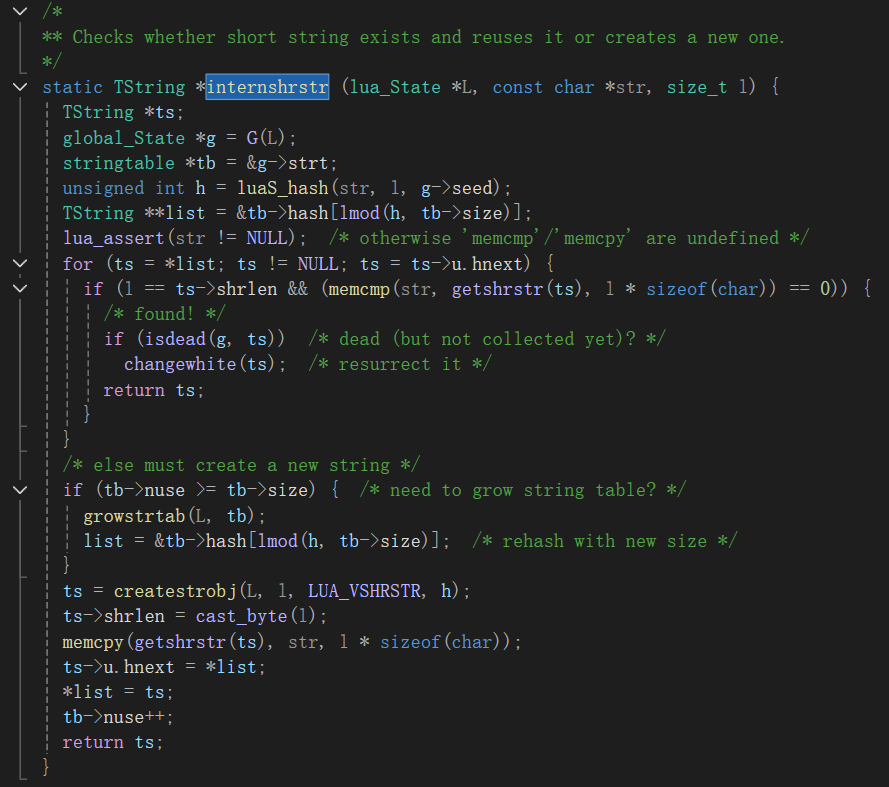 /*
** Checks whether short string exists and reuses it or creates a new one.
*/
static TString *internshrstr (lua_State *L, const char *str, size_t l) {
  TString *ts;
  global_State *g = G(L);
  stringtable *tb = &g->strt;
  unsigned int h = luaS_hash(str, l, g->seed);
  TString **list = &tb->hash[lmod(h, tb->size)];
  lua_assert(str != NULL);  /* otherwise 'memcmp'/'memcpy' are undefined */
  for (ts = *list; ts != NULL; ts = ts->u.hnext) {
    if (l == ts->shrlen && (memcmp(str, getshrstr(ts), l * sizeof(char)) == 0)) {
      /* found! */
      if (isdead(g, ts))  /* dead (but not collected yet)? */
        changewhite(ts);  /* resurrect it */
      return ts;
    }
  }
  /* else must create a new string */
  if (tb->nuse >= tb->size) {  /* need to grow string table? */
    growstrtab(L, tb);
    list = &tb->hash[lmod(h, tb->size)];  /* rehash with new size */
  }
  ts = createstrobj(L, l, LUA_VSHRSTR, h);
  ts->shrlen = cast_byte(l);
  memcpy(getshrstr(ts), str, l * sizeof(char));
  ts->u.hnext = *list;
  *list = ts;
  tb->nuse++;
  return ts;
}